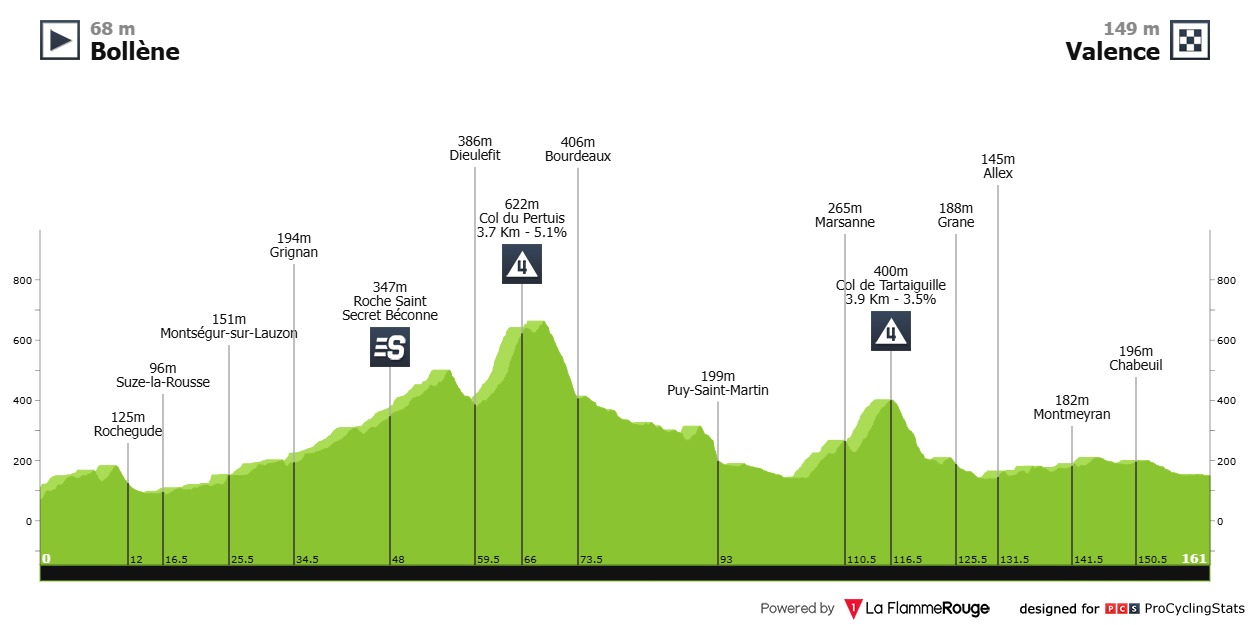 68 m
Bollène
149 m
Valence
386m
Dieulefit
406m
Bourdeaux
145m
Allex
622m
Col du Pertuis
3.7 Km - 5.1%
4
265m
Marsanne
188m
Grane
194m
Grignan
400m
Col de Tartaiguille
3.9 Km - 3.5%
4
347m
Roche Saint
Secret Béconne
S
151m
Montségur-sur-Lauzon
96m
Suze-la-Rousse
125m
Rochegude
199m
Puy-Saint-Martin
196m
Chabeuil
182m
Montmeyran
800
600
400
200
0
800
600
400
200
0
0 12 16.5 25.5 34.5 48 59.5 66 73.5 93 110.5 116.5 125.5 131.5 141.5 150.5 161
Powered by 1 La FlammeRouge designed for PCS ProCyclingStats